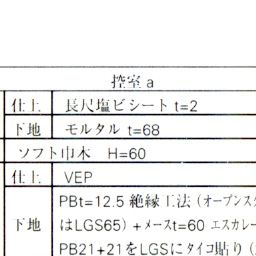 控室 a
仕上 長尺塩ビシート t=2
下地 モルタル t=68
ソフト巾木 H=60
仕上 VEP
PBt=12.5 絶縁工法（オープンスタ
下地 はLGS65）+メースt=60 エスカレー
PB21+21をLGSにタイコ貼り（